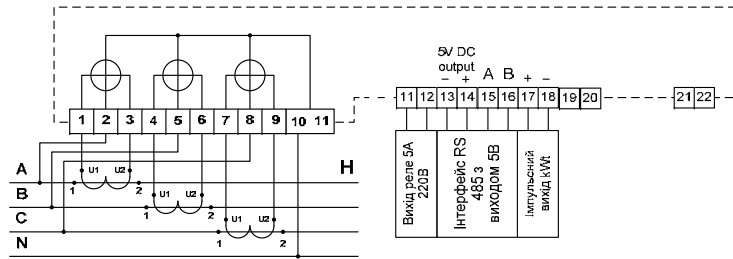 5V DC
output
– + A B + –
1 2 3 4 5 6 7 8 9 10 11
11 12 13 14 15 16 17 18 19 20 21 22
Вихід реле 5А
220В
Інтерфейс RS
485 з
виходом 5В
Імпульсний
вихід kWt
A
U1 U2
H
1 2
B
U1 U2
C
1 2
U1 U2
N
1 2